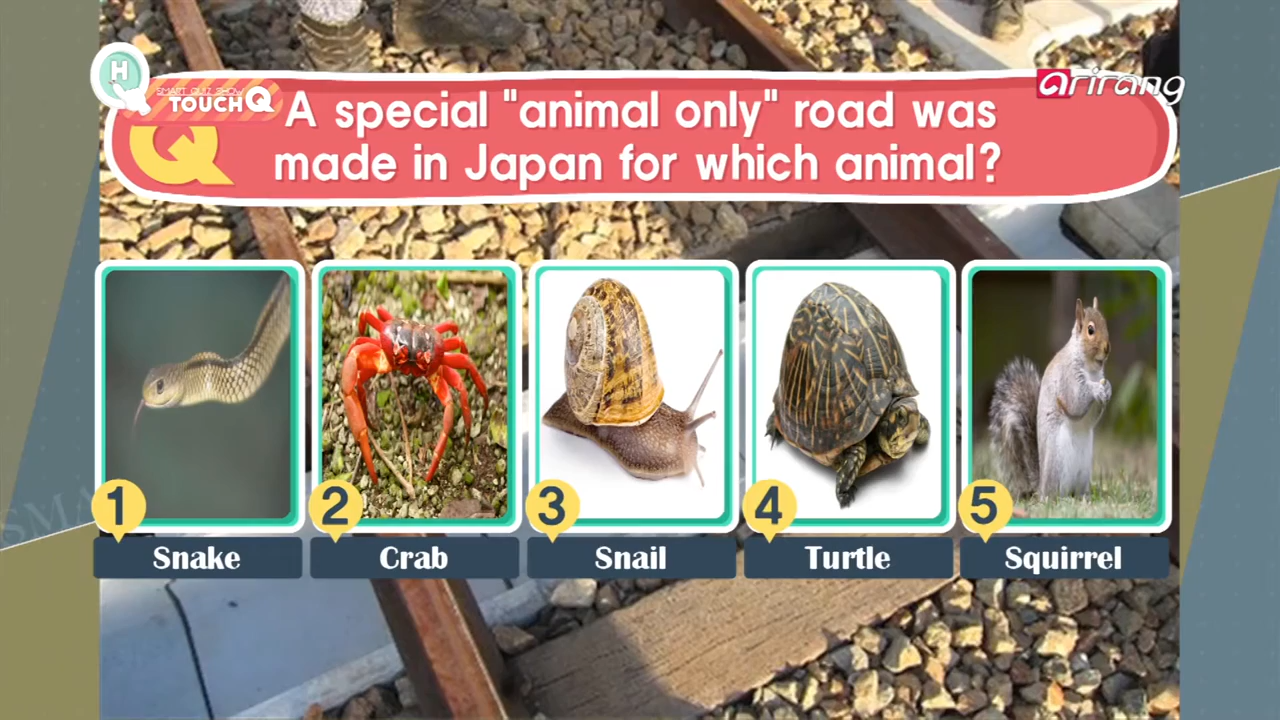 H
SMART QUIZ SHOW
TOUCH Q
arirang
Q
A special "animal only" road was
made in Japan for which animal?
1
2
3
4
5
Snake
Crab
Snail
Turtle
Squirrel